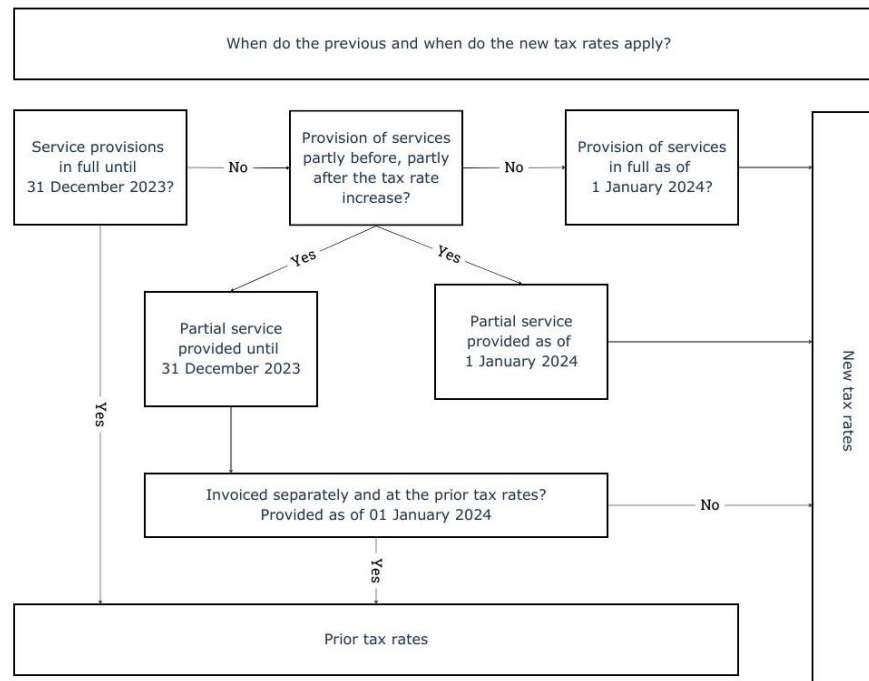 When do the previous and when do the new tax rates apply?
Service provisions
in full until
31 December 2023?
No
Provision of services
partly before, partly
after the tax rate
increase?
No
Provision of services
in full as of
1 January 2024?
Yes
Yes
Partial service
provided until
31 December 2023
Partial service
provided as of
1 January 2024
New tax rates
Yes
Invoiced separately and at the prior tax rates?
Provided as of 01 January 2024
No
Yes
Prior tax rates